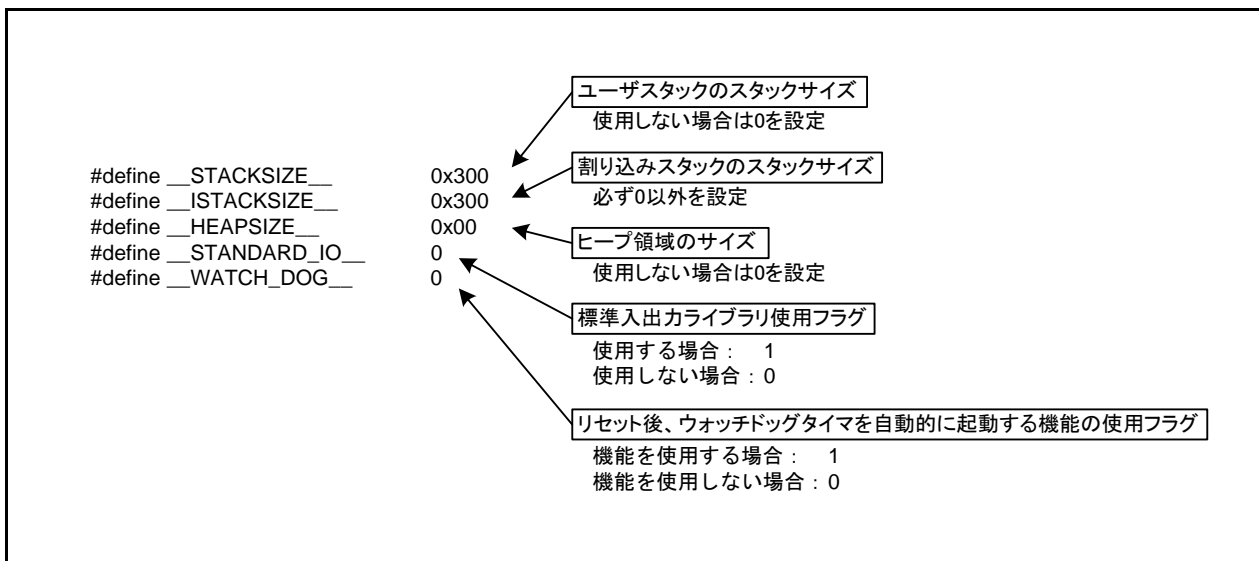 ユーザスタックのスタックサイズ
使用しない場合は0を設定
#define __STACKSIZE__ 0x300
割り込みスタックのスタックサイズ
#define __ISTACKSIZE__ 0x300
必ず0以外を設定
#define __HEAPSIZE__ 0x00
ヒープ領域のサイズ
#define __STANDARD_IO__ 0
使用しない場合は0を設定
#define __WATCH_DOG__ 0
標準入出力ライブラリ使用フラグ
使用する場合： 1
使用しない場合：0
リセット後、ウォッチドッグタイマを自動的に起動する機能の使用フラグ
機能を使用する場合： 1
機能を使用しない場合：0